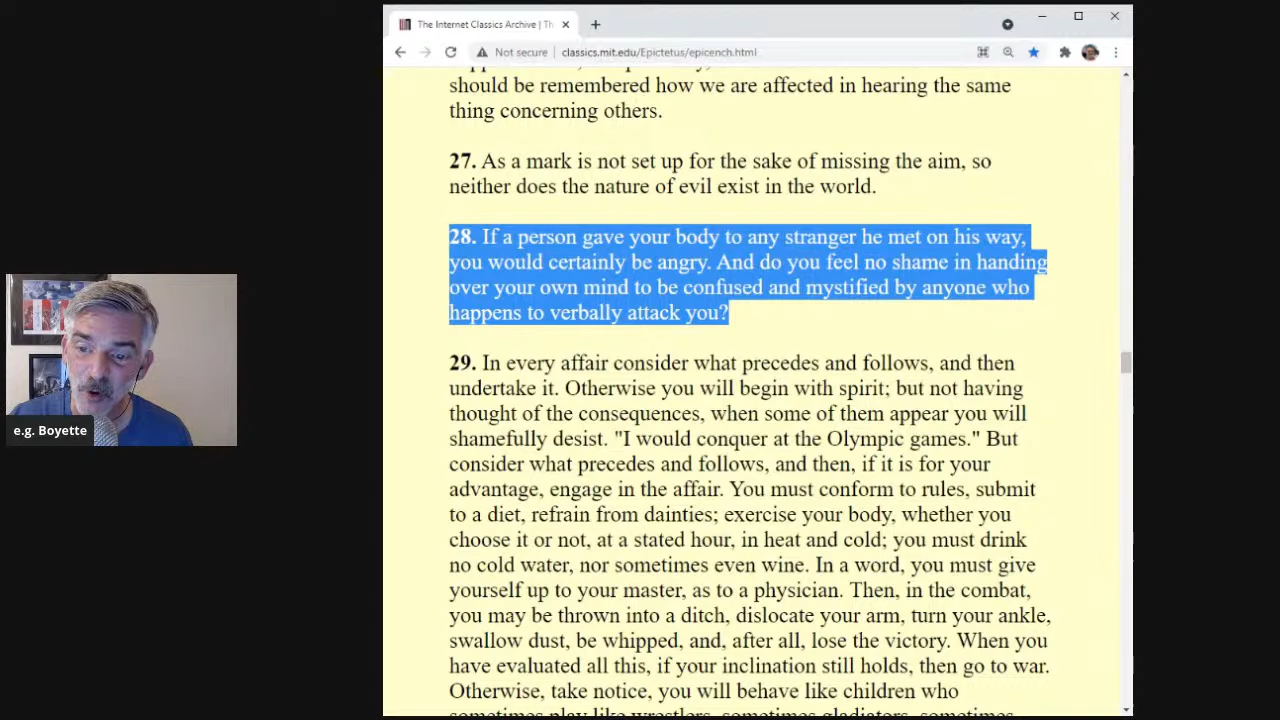 The Internet Classics Archive | Th
Not secure
classics.mit.edu/Epictetus/epicench.html
should be remembered how we are affected in hearing the same
thing concerning others.
27. As a mark is not set up for the sake of missing the aim, so
neither does the nature of evil exist in the world.
28. If a person gave your body to any stranger he met on his way,
you would certainly be angry. And do you feel no shame in handing
over your own mind to be confused and mystified by anyone who
happens to verbally attack you?
29. In every affair consider what precedes and follows, and then
undertake it. Otherwise you will begin with spirit; but not having
thought of the consequences, when some of them appear you will
shamefully desist. "I would conquer at the Olympic games." But
consider what precedes and follows, and then, if it is for your
advantage, engage in the affair. You must conform to rules, submit
to a diet, refrain from dainties; exercise your body, whether you
choose it or not, at a stated hour, in heat and cold; you must drink
no cold water, nor sometimes even wine. In a word, you must give
yourself up to your master, as to a physician. Then, in the combat,
you may be thrown into a ditch, dislocate your arm, turn your ankle,
swallow dust, be whipped, and, after all, lose the victory. When you
have evaluated all this, if your inclination still holds, then go to war.
Otherwise, take notice, you will behave like children who
sometimes play like wrestlers, sometimes gladiators, sometimes
e.g. Boyette